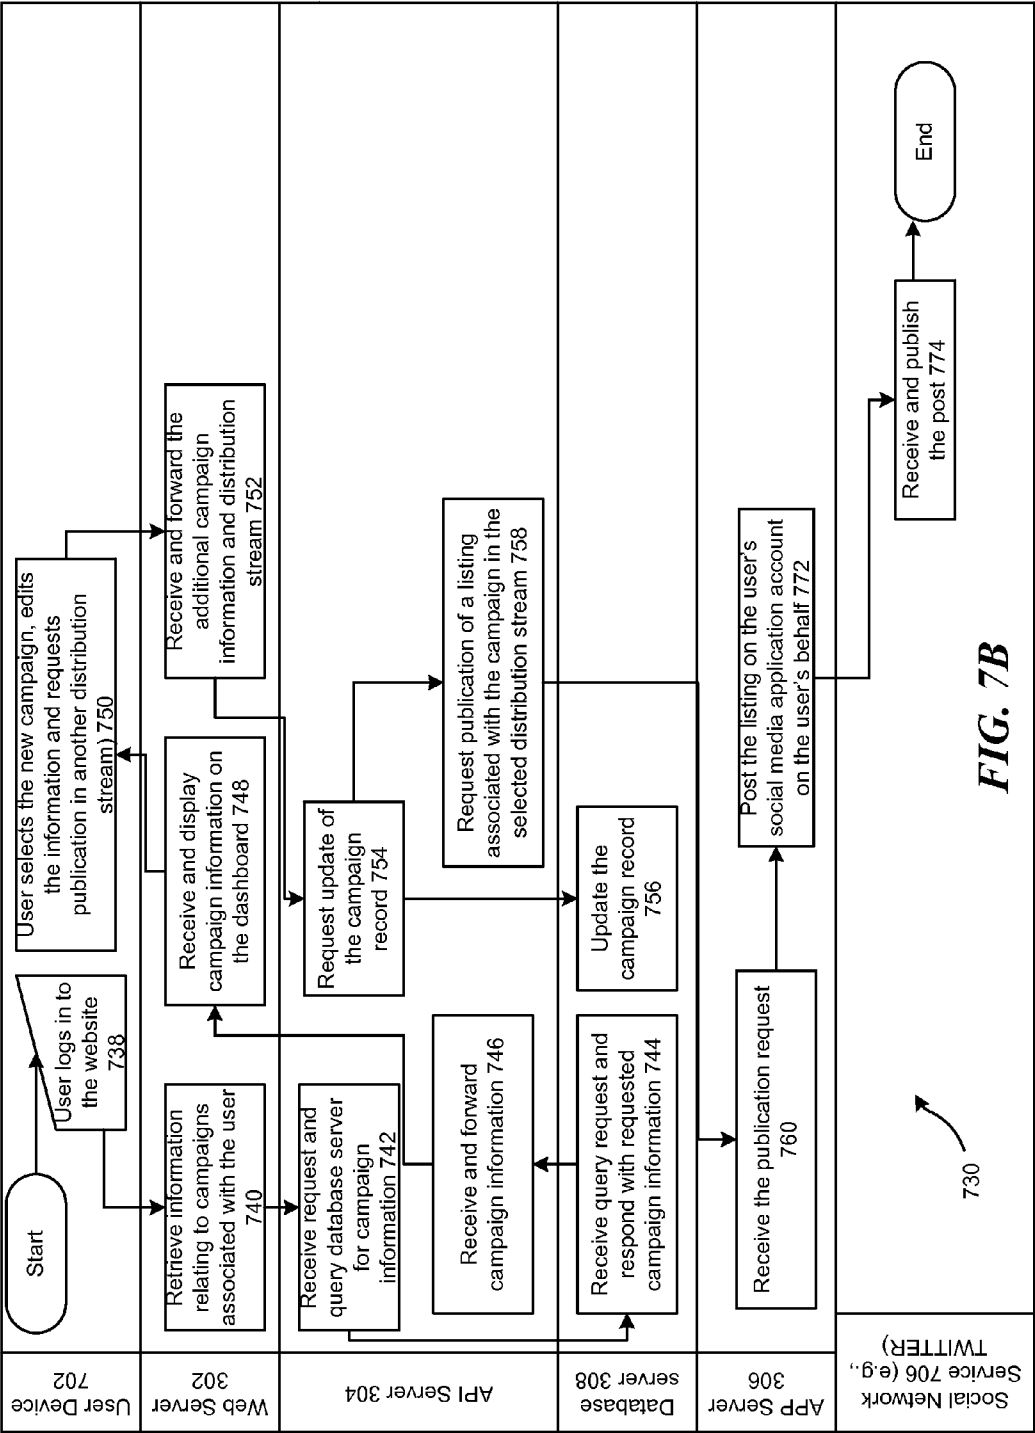 User Device
702
Start
User logs in to
the website
738
User selects the new campaign, edits
the information and requests
publication in another distribution
stream) 750
Web Server
302
Retrieve information
relating to campaigns
associated with the user
740
Receive and display
campaign information on
the dashboard 748
Receive and forward the
additional campaign
information and distribution
stream 752
API Server 304
Receive request and
query database server
for campaign
information 742
Receive and forward
campaign information 746
Request update of
the campaign
record 754
Request publication of a listing
associated with the campaign in the
selected distribution stream 758
Database
server 308
Receive query request and
respond with requested
campaign information 744
Update the
campaign record
756
APP Server
306
Receive the publication request
760
Post the listing on the user's
social media application account
on the user's behalf 772
Social Network
Service 706 (e.g.,
TWITTER)
Receive and publish
the post 774
End
730
FIG. 7B